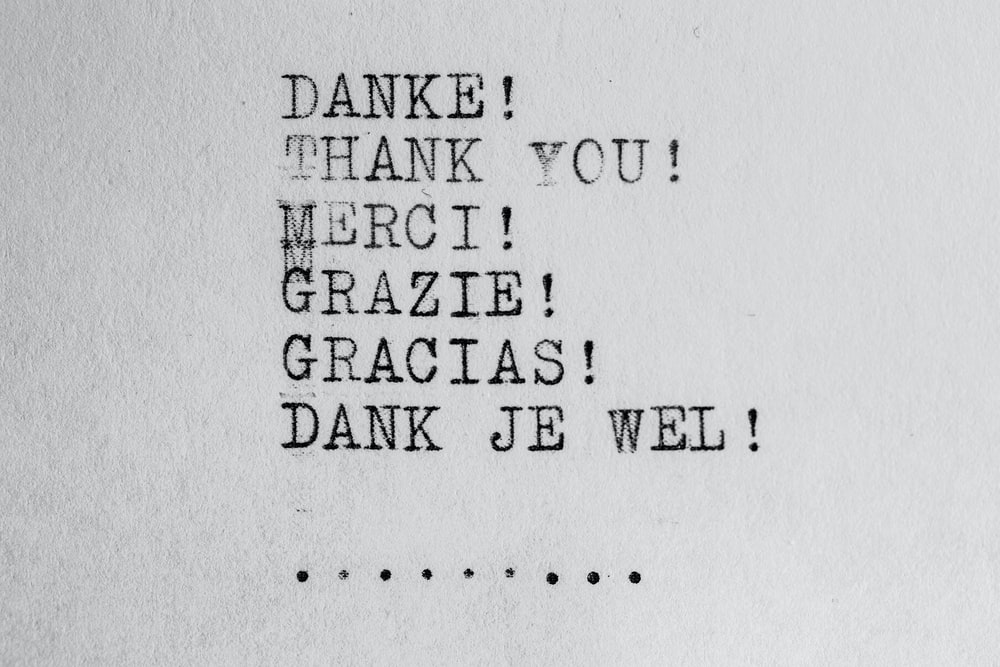 DANKE!
THANK YOU!
MERCI!
GRAZIE!
GRACIAS!
DANK JE WEL!
.........